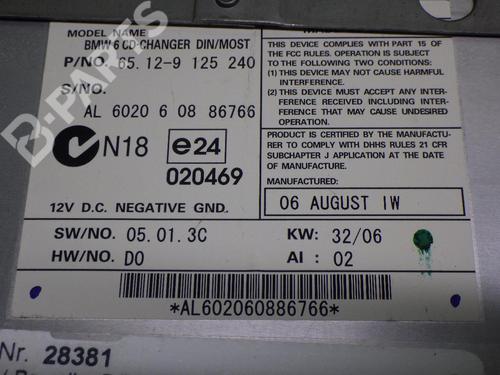 MODEL NAME
BMW 6 CD-CHANGER DIN/MOST
P/NO. 65.12-9 125 240
S/NO.
AL 6020 6 08 86766
N18 e24
020469
12V D.C. NEGATIVE GND.
THIS DEVICE COMPLIES WITH PART 15 OF
THE FCC RULES. OPERATION IS SUBJECT
TO THE FOLLOWING TWO CONDITIONS:
(1) THIS DEVICE MAY NOT CAUSE HARMFUL
INTERFERENCE.
(2) THIS DEVICE MUST ACCEPT ANY INTER-
FERENCE RECEIVED INCLUDING INTER-
FERENCE THAT MAY CAUSE UNDESIRED
OPERATION.
PRODUCT IS CERTIFIED BY THE MANUFACTU-
RER TO COMPLY WITH DHHS RULES 21 CFR
SUBCHAPTER J APPLICATION AT THE DATE OF
MANUFACTURE.
MANUFACTURED:
06 AUGUST IW
SW/NO. 05.01.3C KW: 32/06
HW/NO. D0 AI : 02
*AL602060886766*
Nr. 28381
B-PARTS